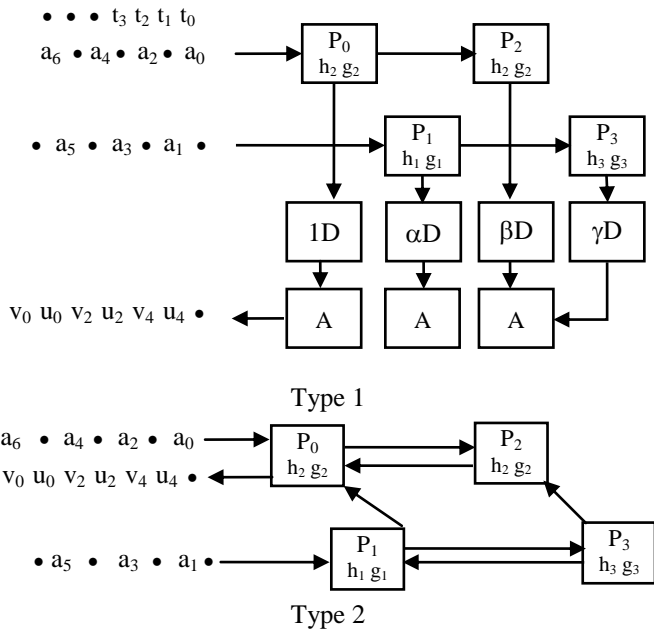 • • • t₃ t₂ t₁ t₀
a₆ • a₄ • a₂ • a₀
P₀
h₂ g₂
P₂
h₂ g₂
• a₅ • a₃ • a₁ •
P₁
h₁ g₁
P₃
h₃ g₃
1D
αD
βD
γD
v₀ u₀ v₂ u₂ v₄ u₄ •
A
A
A
Type 1
a₆ • a₄ • a₂ • a₀
P₀
h₂ g₂
P₂
h₂ g₂
v₀ u₀ v₂ u₂ v₄ u₄ •
• a₅ • a₃ a₁ •
P₁
h₁ g₁
P₃
h₃ g₃
Type 2